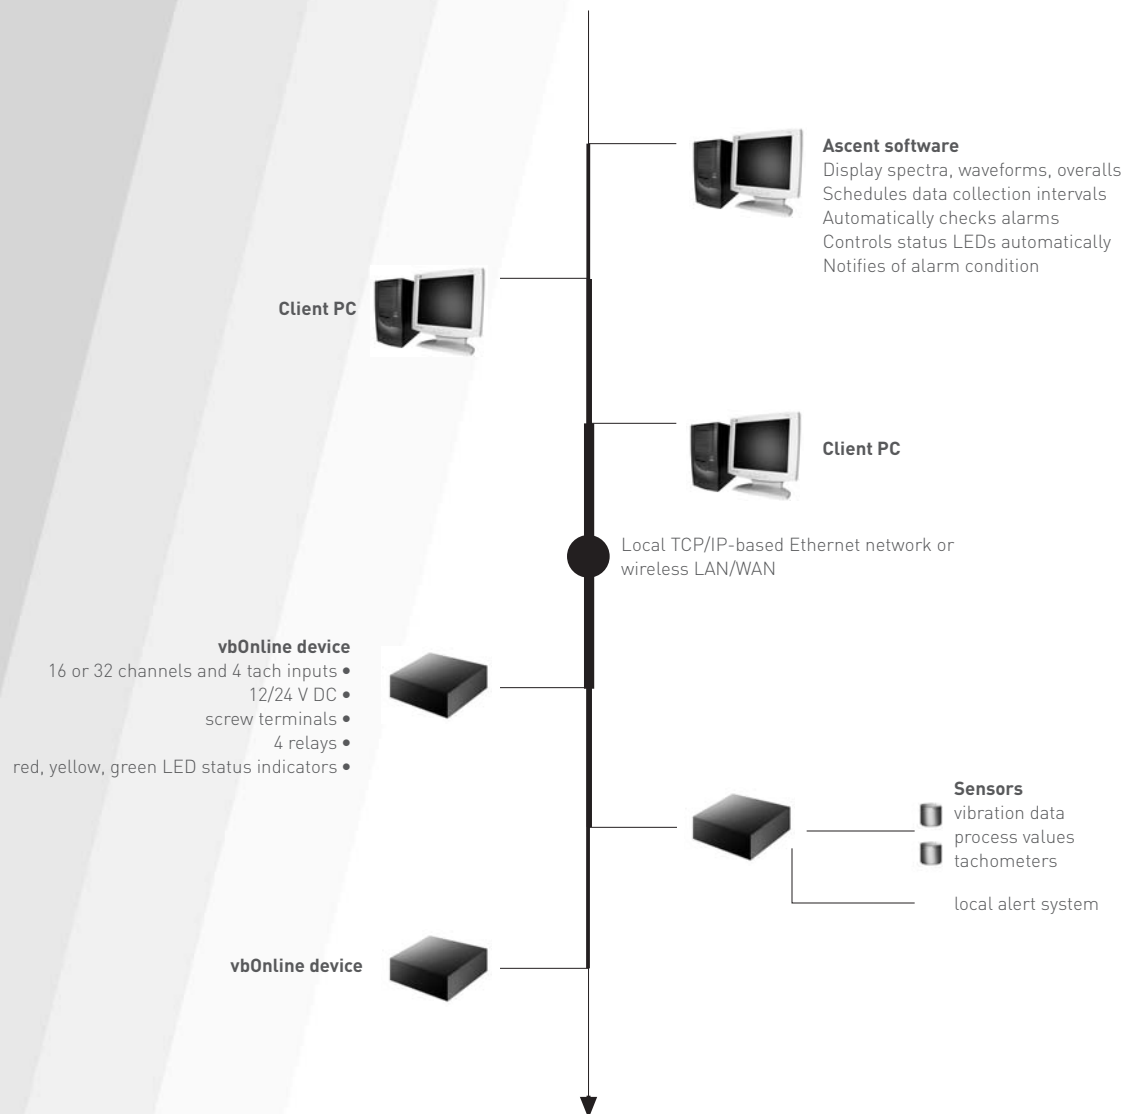 Ascent software
Display spectra, waveforms, overalls
Schedules data collection intervals
Automatically checks alarms
Controls status LEDs automatically
Notifies of alarm condition
Client PC
Client PC
Local TCP/IP-based Ethernet network or
wireless LAN/WAN
vbOnline device
16 or 32 channels and 4 tach inputs •
12/24 V DC •
screw terminals •
4 relays •
red, yellow, green LED status indicators •
Sensors
vibration data
process values
tachometers
local alert system
vbOnline device